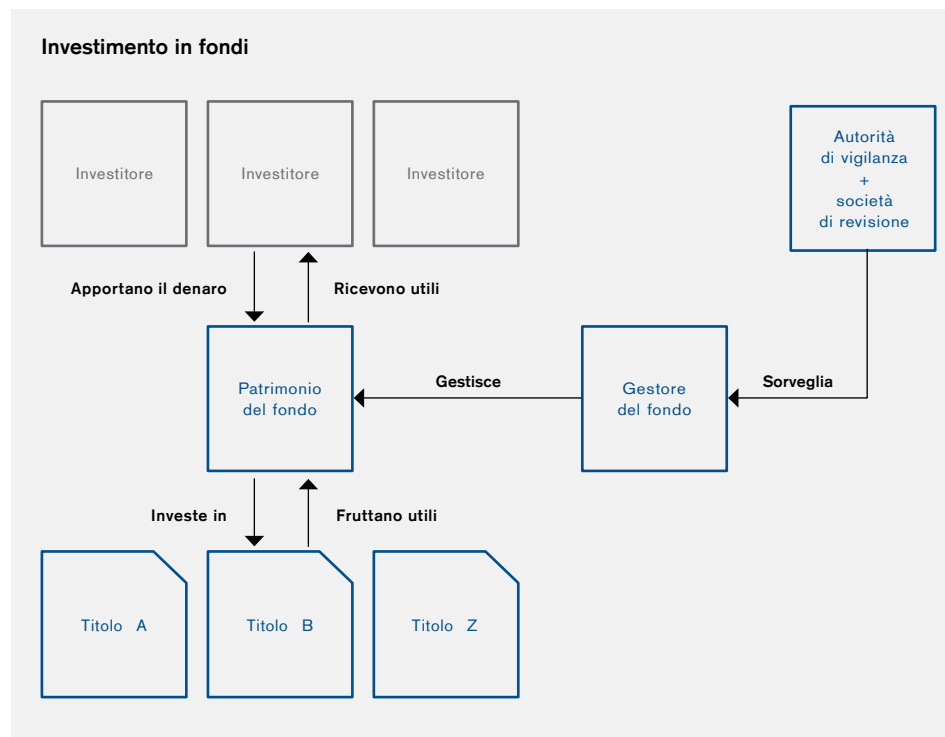 Investimento in fondi
Investitore
Investitore
Investitore
Autorità
di vigilanza
+
società
di revisione
Apportano il denaro
Ricevono utili
Patrimonio
del fondo
Gestisce
Gestore
del fondo
Sorveglia
Investe in
Fruttano utili
Titolo A
Titolo B
Titolo Z